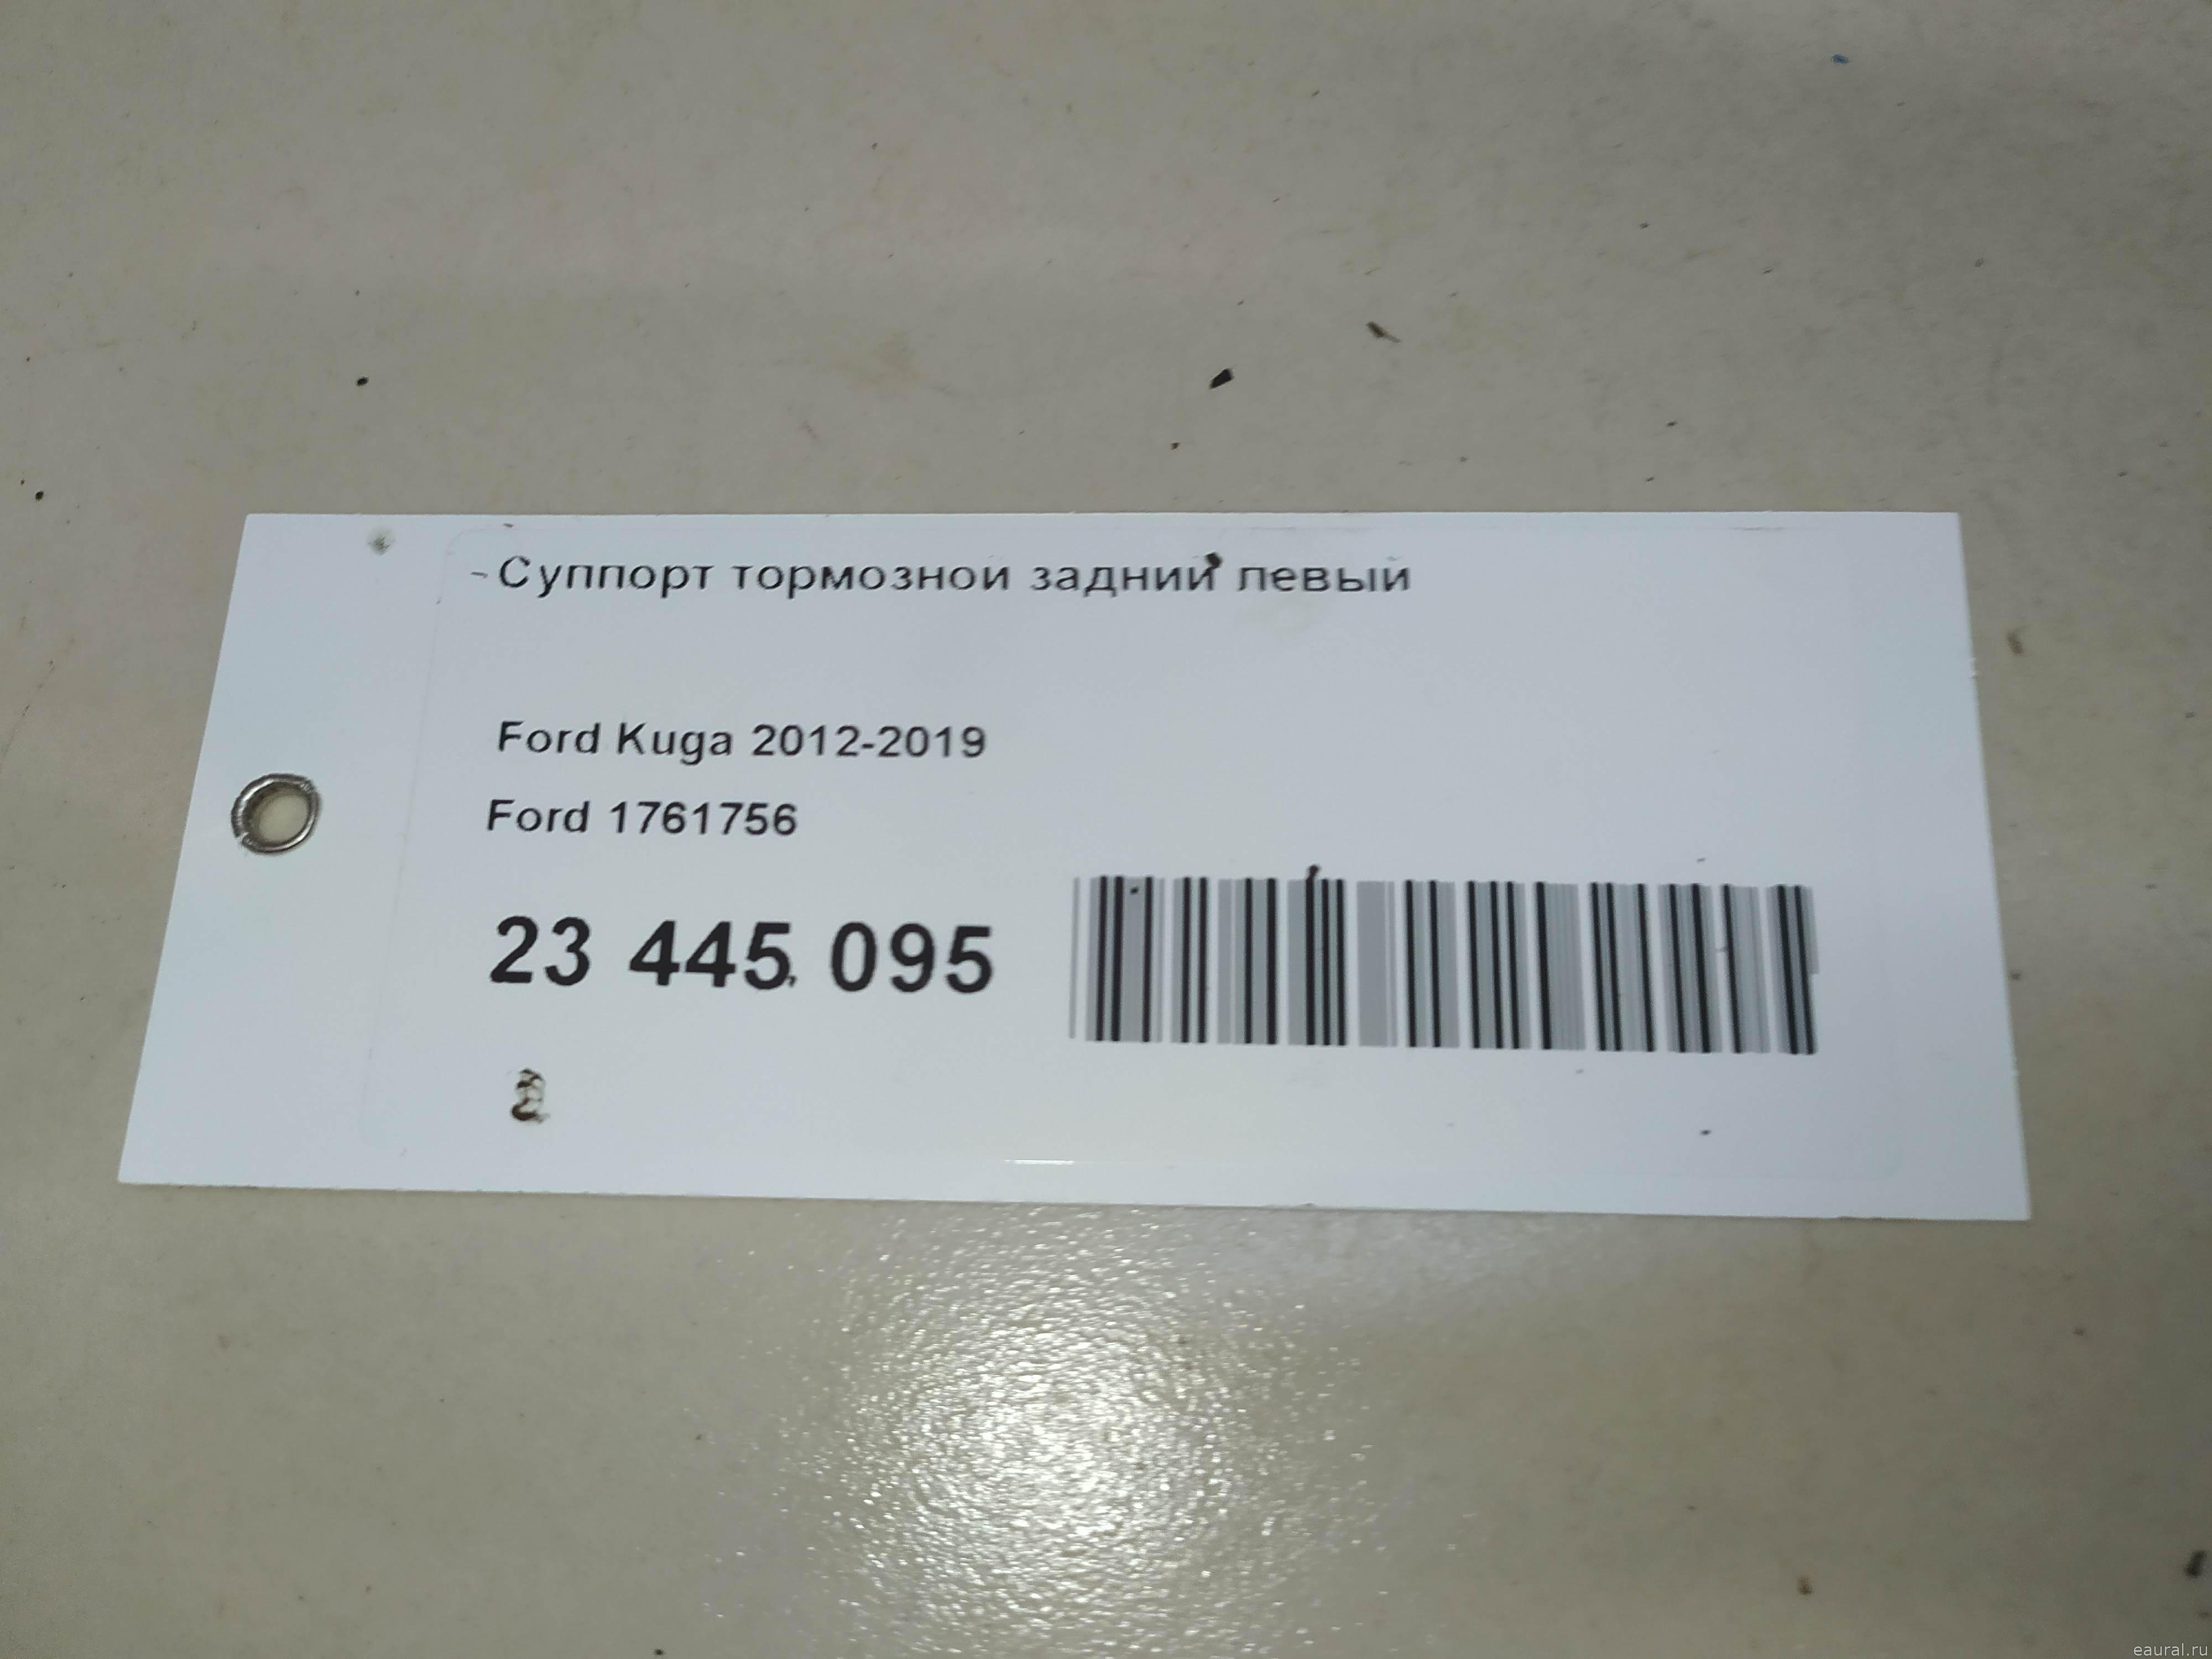 Суппорт тормозной задний левый
Ford Kuga 2012-2019
Ford 1761756
23 445 095
eaural.ru